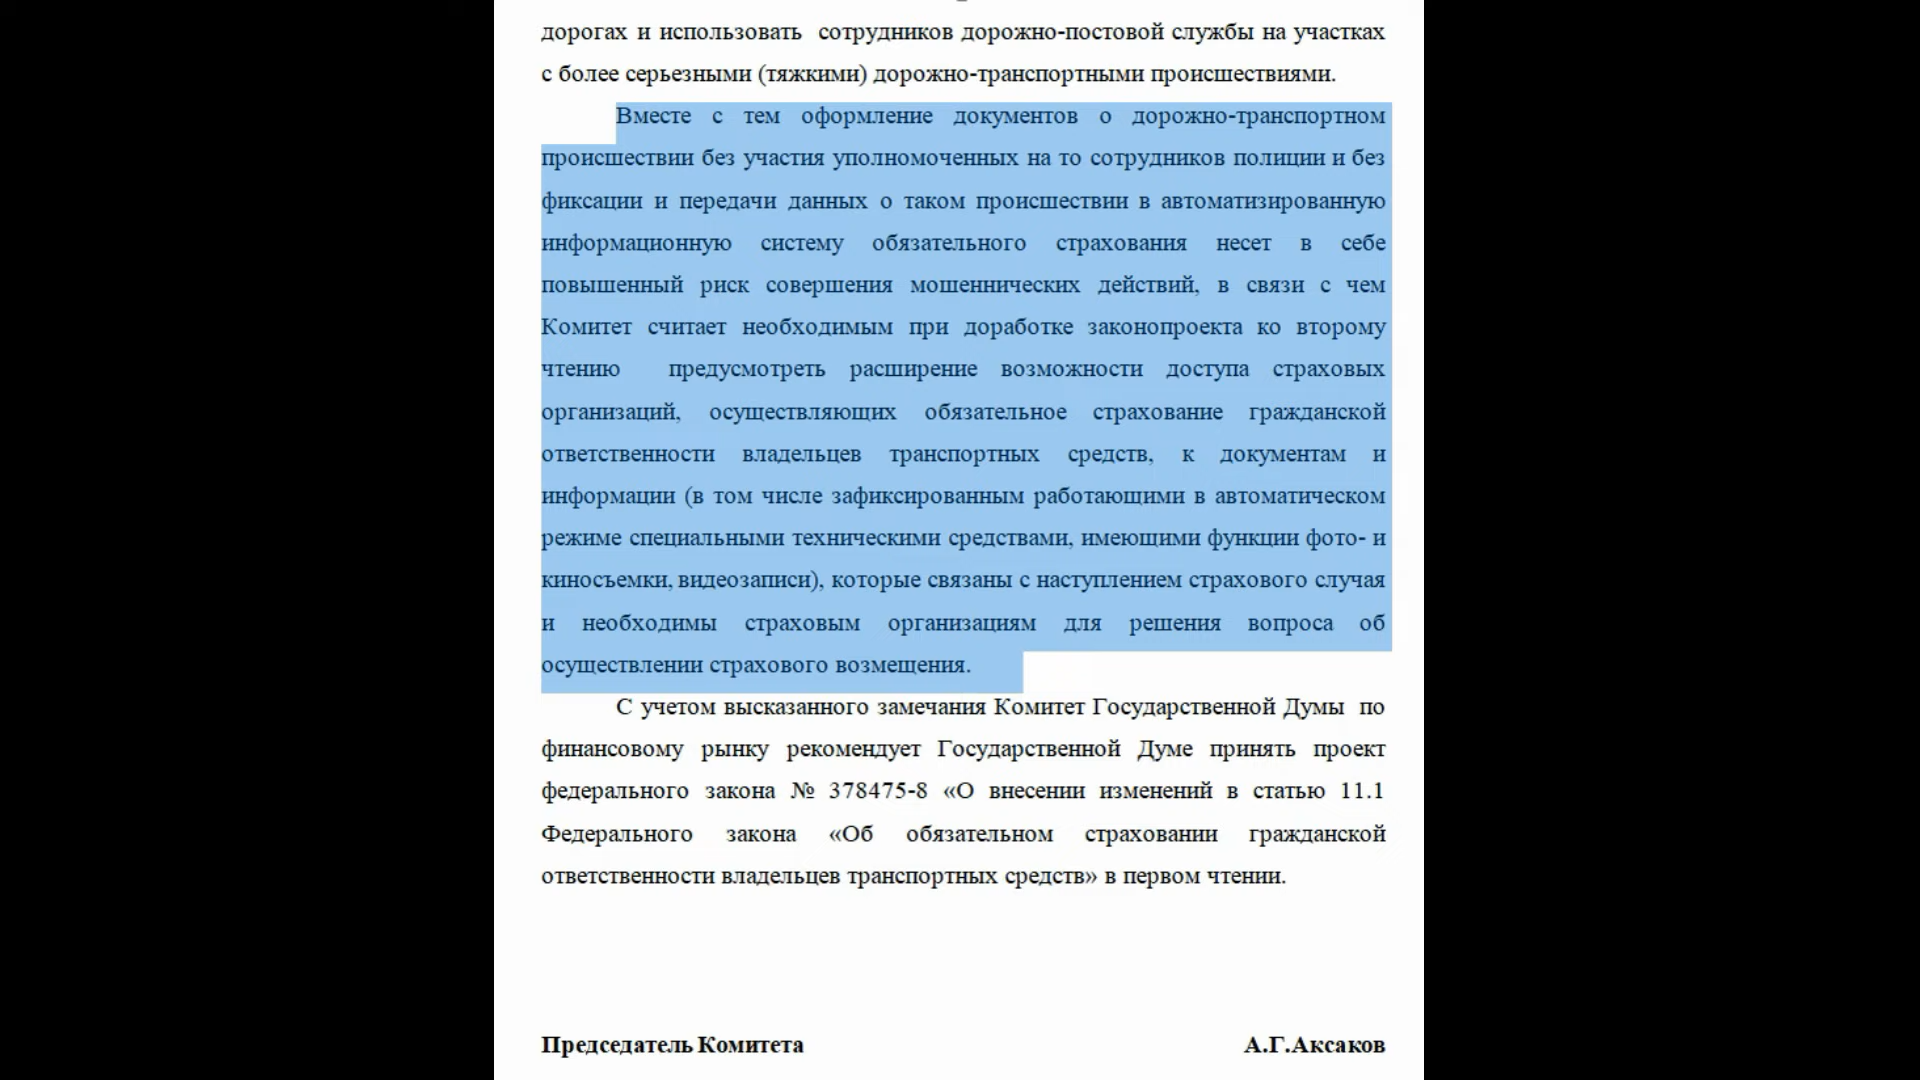 дорогах и использовать сотрудников дорожно-постовой службы на участках
с более серьезными (тяжкими) дорожно-транспортными происшествиями.
Вместе с тем оформление документов о дорожно-транспортном
происшествии без участия уполномоченных на то сотрудников полиции и без
фиксации и передачи данных о таком происшествии в автоматизированную
информационную систему обязательного страхования несет в себе
повышенный риск совершения мошеннических действий, в связи с чем
Комитет считает необходимым при доработке законопроекта ко второму
чтению предусмотреть расширение возможности доступа страховых
организаций, осуществляющих обязательное страхование гражданской
ответственности владельцев транспортных средств, к документам и
информации (в том числе зафиксированным работающими в автоматическом
режиме специальными техническими средствами, имеющими функции фото- и
киносъемки, видеозаписи), которые связаны с наступлением страхового случая
и необходимы страховым организациям для решения вопроса об
осуществлении страхового возмещения.
С учетом высказанного замечания Комитет Государственной Думы по
финансовому рынку рекомендует Государственной Думе принять проект
федерального закона № 378475-8 «О внесении изменений в статью 11.1
Федерального закона «Об обязательном страховании гражданской
ответственности владельцев транспортных средств» в первом чтении.
Председатель Комитета А.Г.Аксаков